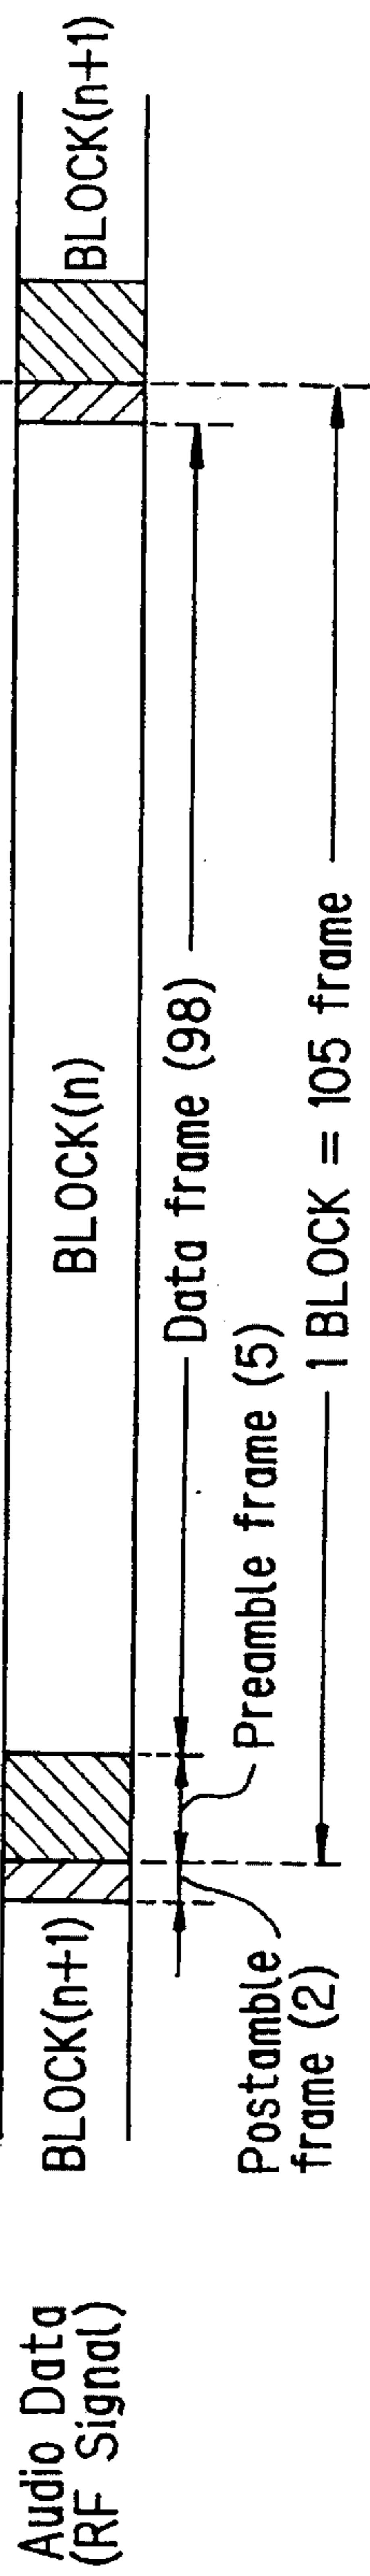 Audio Data
(RF Signal)
BLOCK(n+1)
BLOCK(n)
BLOCK(n+1)
Data frame (98)
Preamble frame (5)
Postamble
frame (2)
1 BLOCK = 105 frame